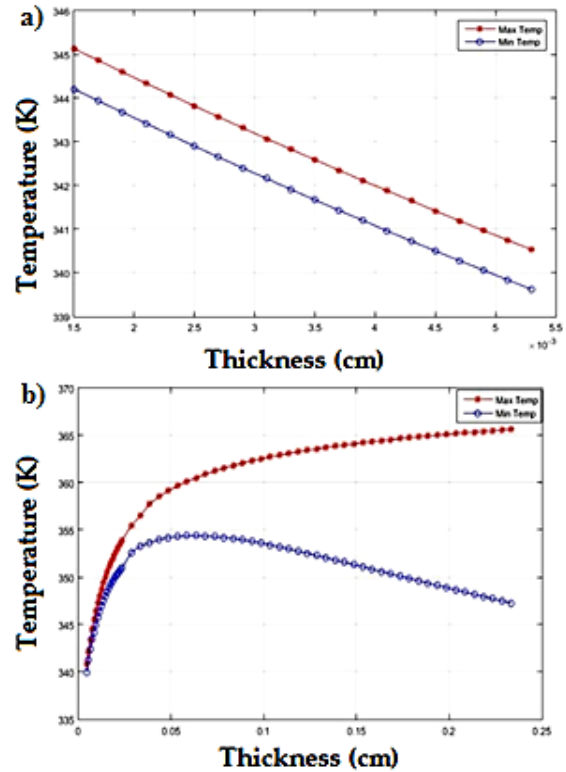 a)
346
345
344
343
342
341
340
339
Temperature (K)
Max Temp
Min Temp
1.5 2 2.5 3 3.5 4 4.5 5 5.5
× 10⁻³
Thickness (cm)
b)
370
365
360
355
350
345
340
335
Temperature (K)
Max Temp
Min Temp
0 0.05 0.1 0.15 0.2 0.25
Thickness (cm)